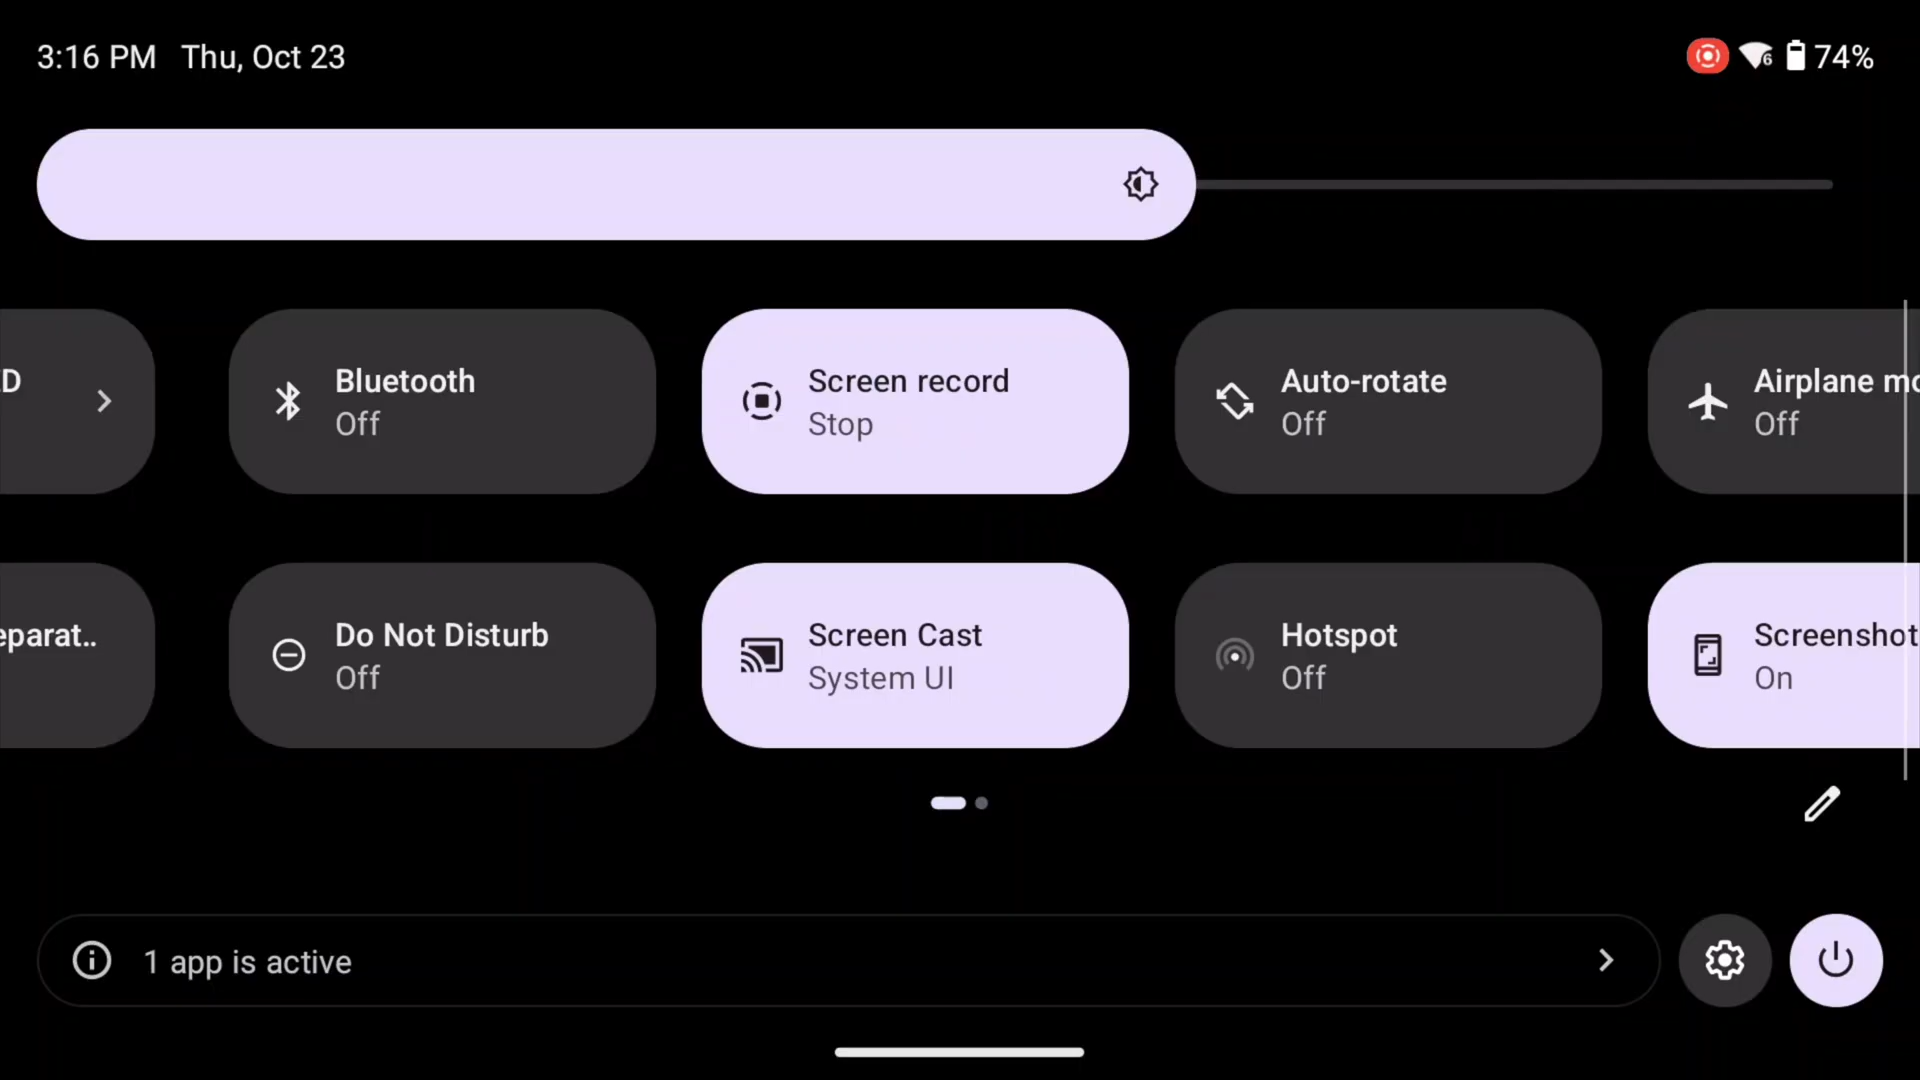 3:16 PM Thu, Oct 23
6 74%
D
Bluetooth
Off
Screen record
Stop
Auto-rotate
Off
Airplane mo
Off
eparat..
Do Not Disturb
Off
Screen Cast
System UI
Hotspot
Off
Screenshot
On
1 app is active